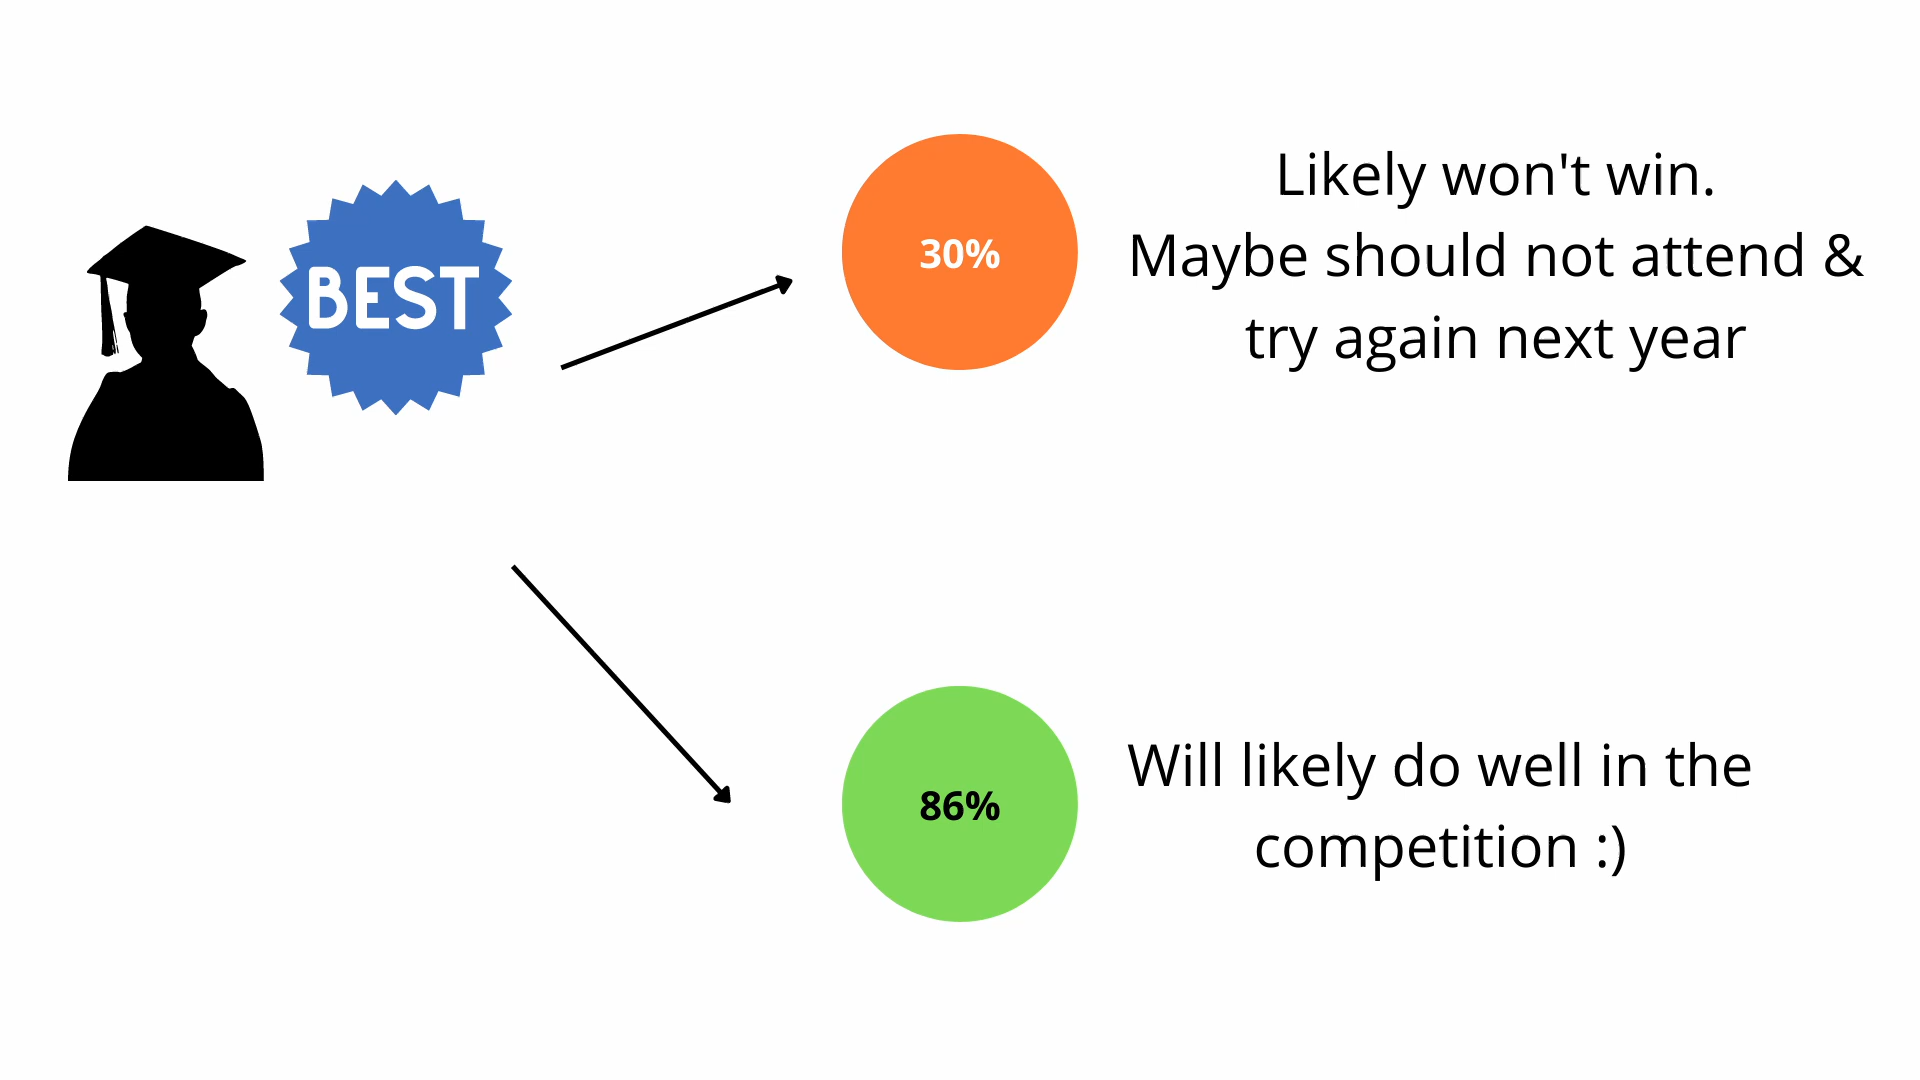 BEST
30%
Likely won't win.
Maybe should not attend &
try again next year
86%
Will likely do well in the
competition :)